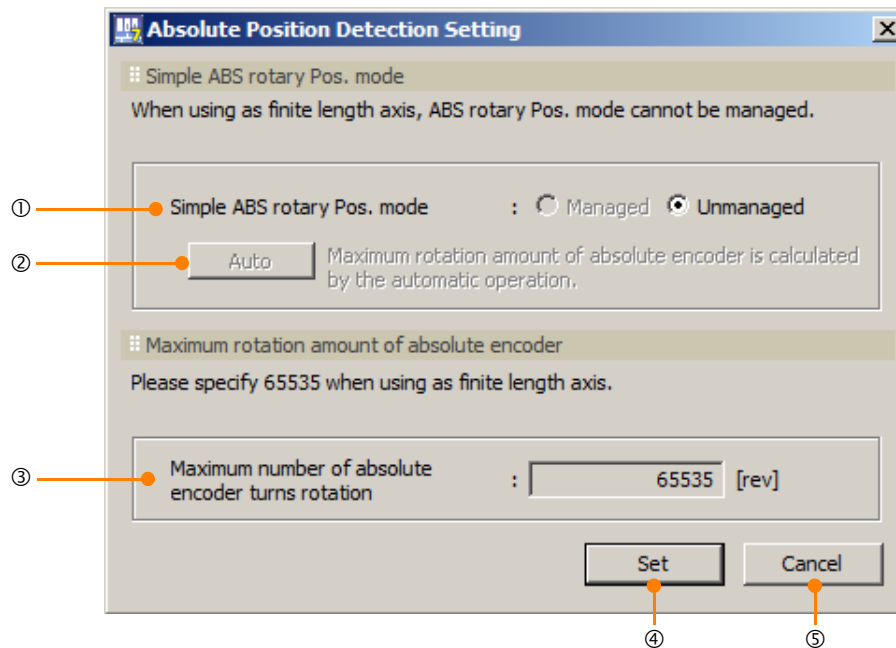 Absolute Position Detection Setting
Simple ABS rotary Pos. mode
When using as finite length axis, ABS rotary Pos. mode cannot be managed.
① Simple ABS rotary Pos. mode : Managed Unmanaged
② Auto Maximum rotation amount of absolute encoder is calculated
by the automatic operation.
Maximum rotation amount of absolute encoder
Please specify 65535 when using as finite length axis.
③ Maximum number of absolute
encoder turns rotation : 65535 [rev]
Set Cancel
④ ⑤